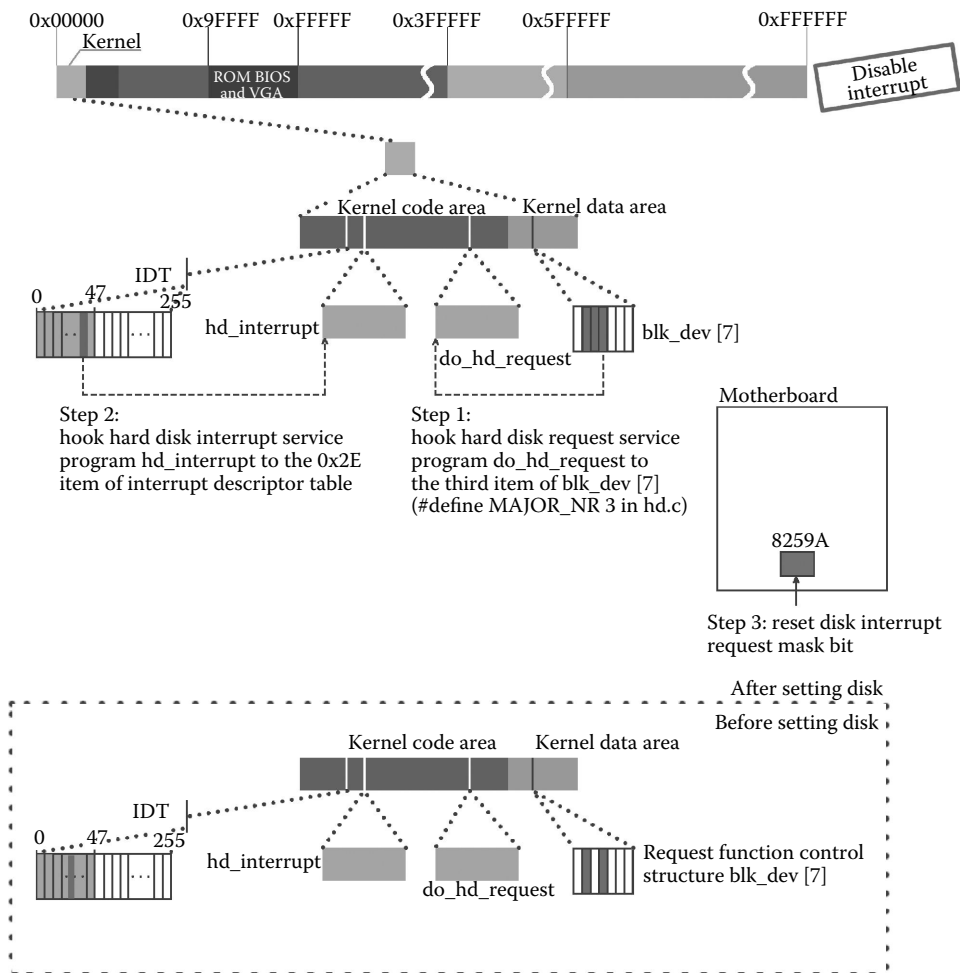 0x00000 0x9FFFF 0xFFFFF 0x3FFFFF 0x5FFFFF 0xFFFFFF
Kernel
ROM BIOS
and VGA
Disable
interrupt
Kernel code area Kernel data area
IDT
0 47 255
... ...
hd_interrupt
do_hd_request
blk_dev [7]
Step 2:
hook hard disk interrupt service
program hd_interrupt to the 0x2E
item of interrupt descriptor table
Step 1:
hook hard disk request service
program do_hd_request to
the third item of blk_dev [7]
(#define MAJOR_NR 3 in hd.c)
Motherboard
8259A
Step 3: reset disk interrupt
request mask bit
After setting disk
Before setting disk
Kernel code area Kernel data area
IDT
0 47 255
... ...
hd_interrupt
do_hd_request
Request function control
structure blk_dev [7]